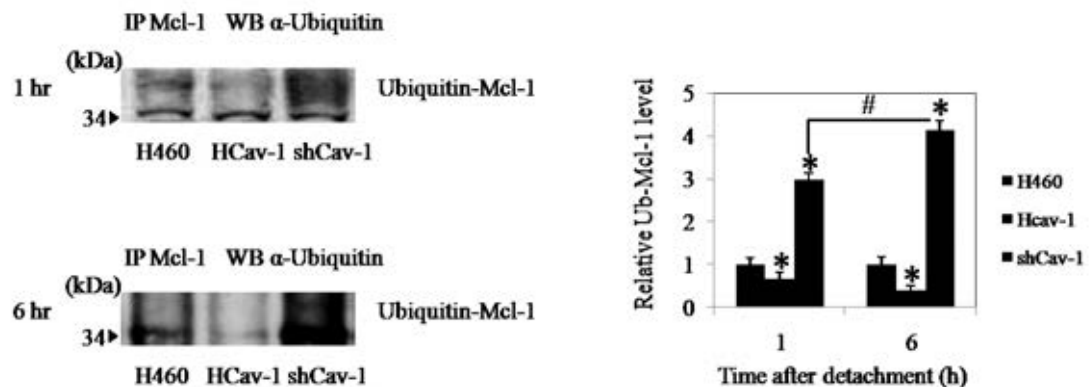 IP Mcl-1 WB α-Ubiquitin
(kDa)
1 hr
Ubiquitin-Mcl-1
34
H460 HCav-1 shCav-1
IP Mcl-1 WB α-Ubiquitin
(kDa)
6 hr
Ubiquitin-Mcl-1
34
H460 HCav-1 shCav-1
Relative Ub-Mcl-1 level
5
4
3
2
1
0
#
*
*
*
*
1 6
Time after detachment (h)
H460
Hcav-1
shCav-1